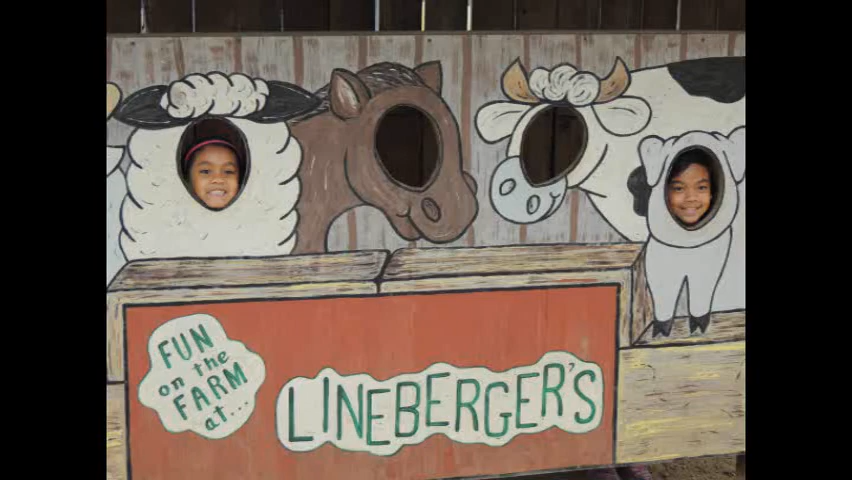 FUN
on the
FARM
at...
LINEBERGER'S